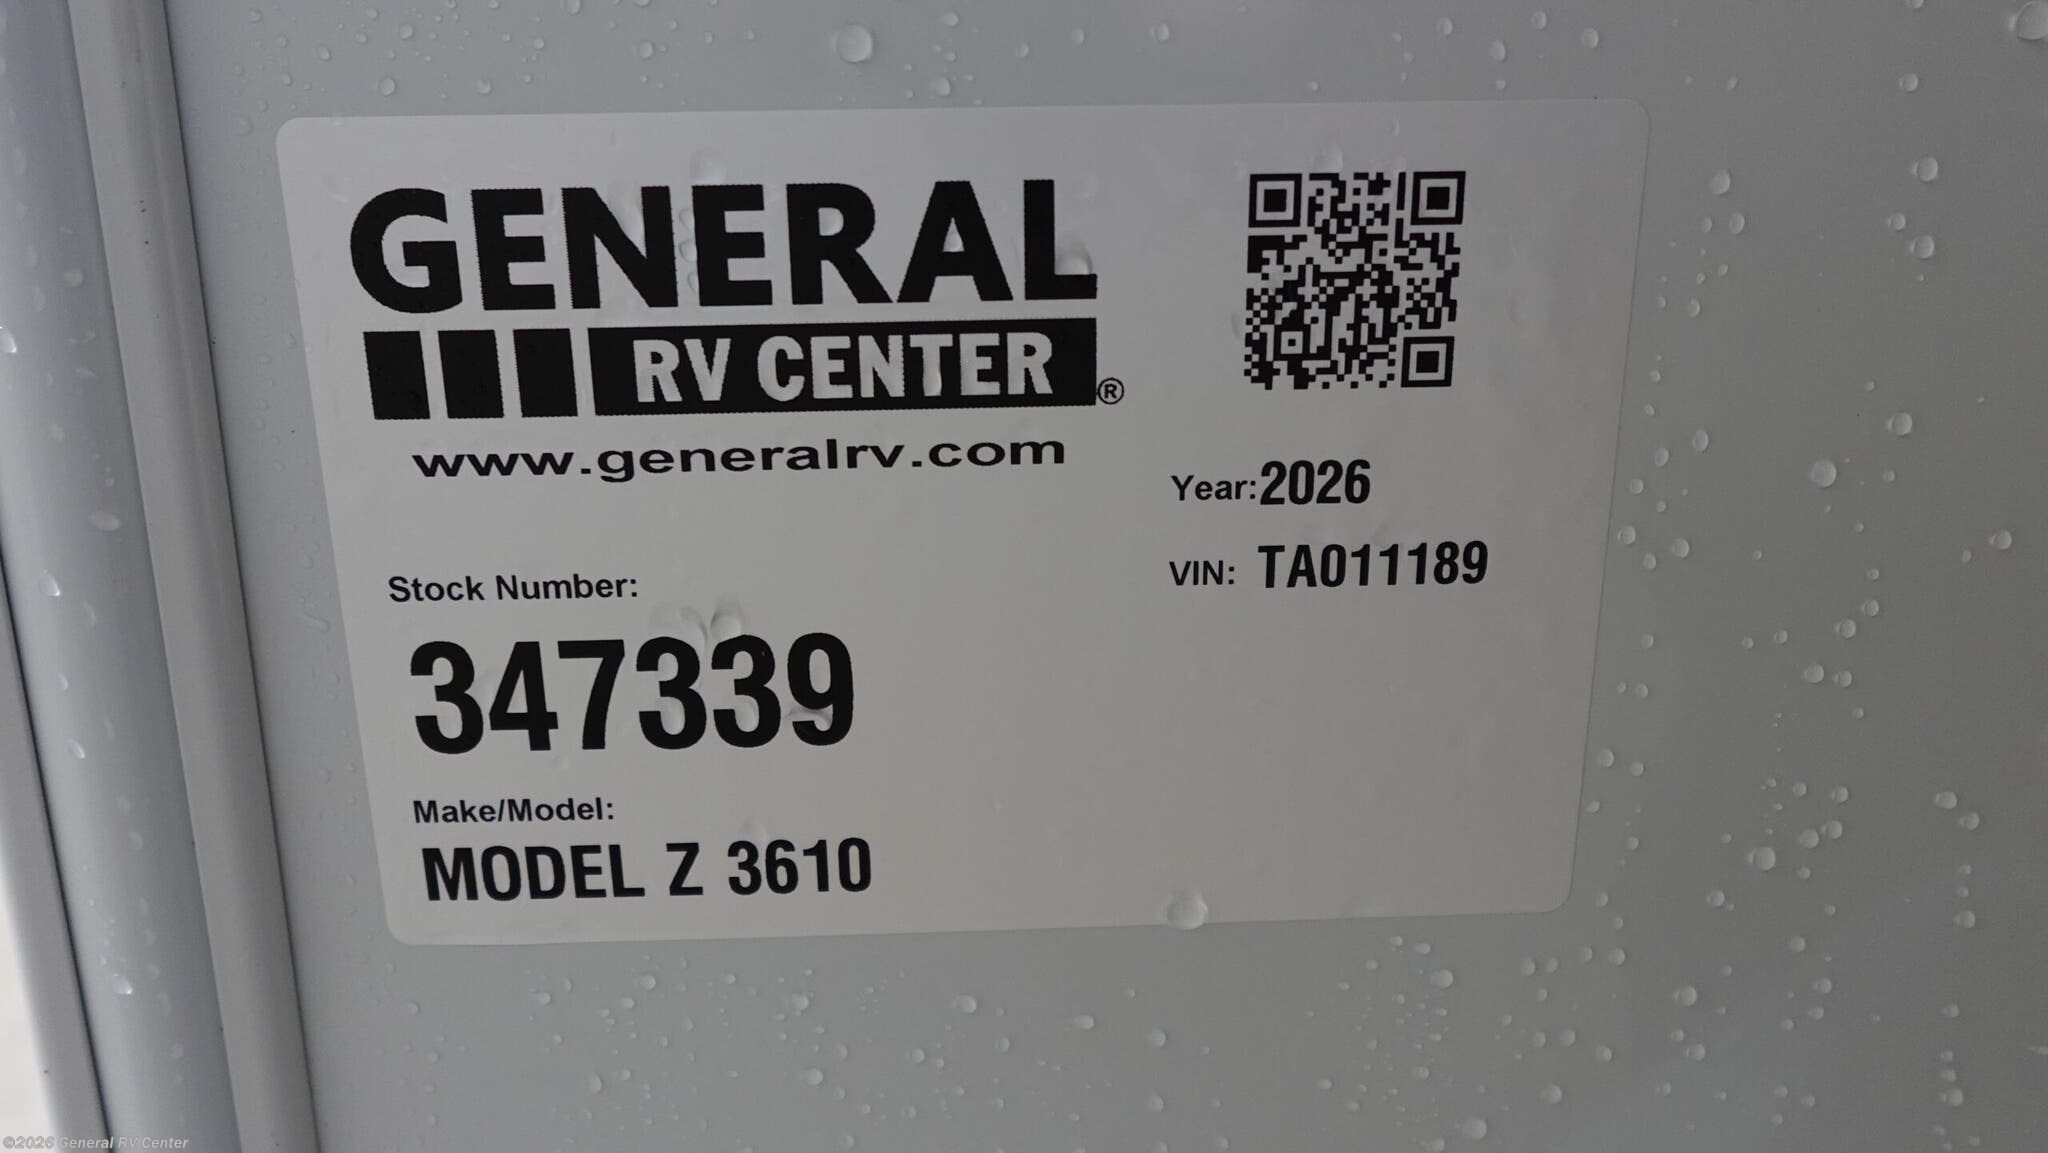 GENERAL
RV CENTER®
www.generalrv.com
Year: 2026
VIN: TA011189
Stock Number:
347339
Make/Model:
MODEL Z 3610
©2026 General RV Center